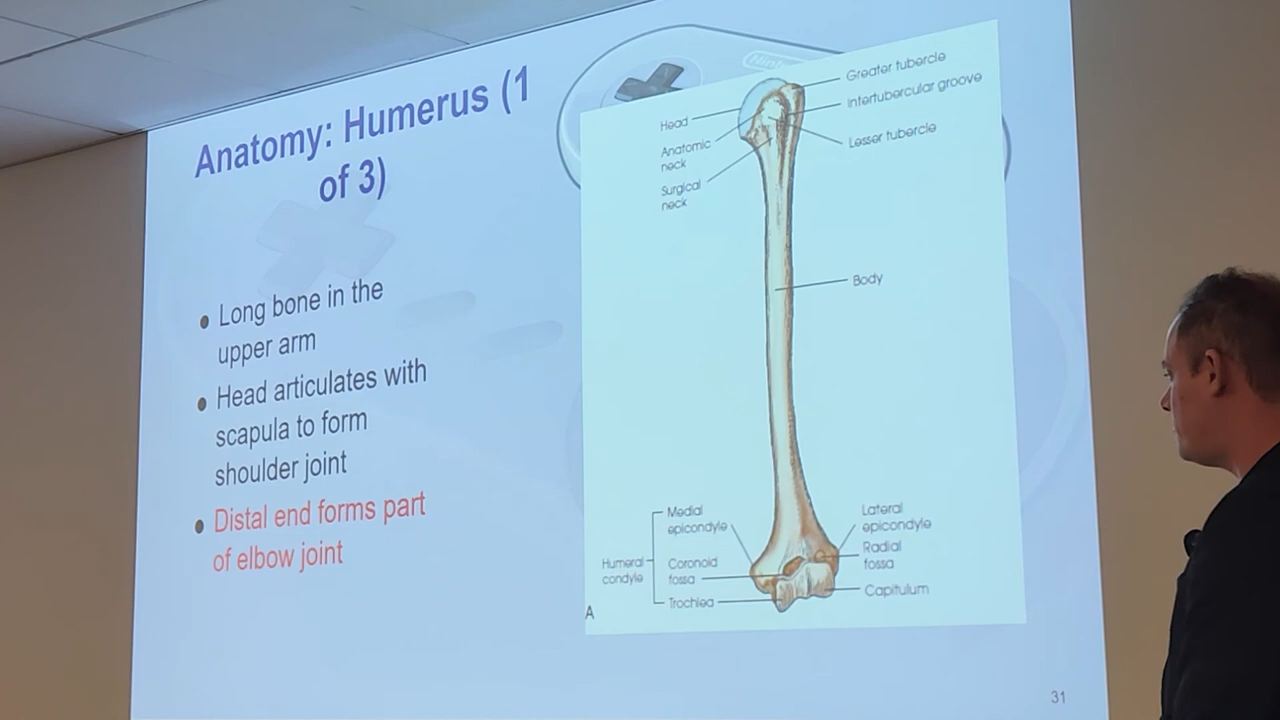 Anatomy: Humerus (1
of 3)
Long bone in the
upper arm
Head articulates with
scapula to form
shoulder joint
Distal end forms part
of elbow joint
Greater tubercle
Intertubercular groove
Lesser tubercle
Head
Anatomic
neck
Surgical
neck
Body
Medial
epicondyle
Humeral
condyle
Coronoid
fossa
Trochlea
Lateral
epicondyle
Radial
fossa
Capitulum
A
31